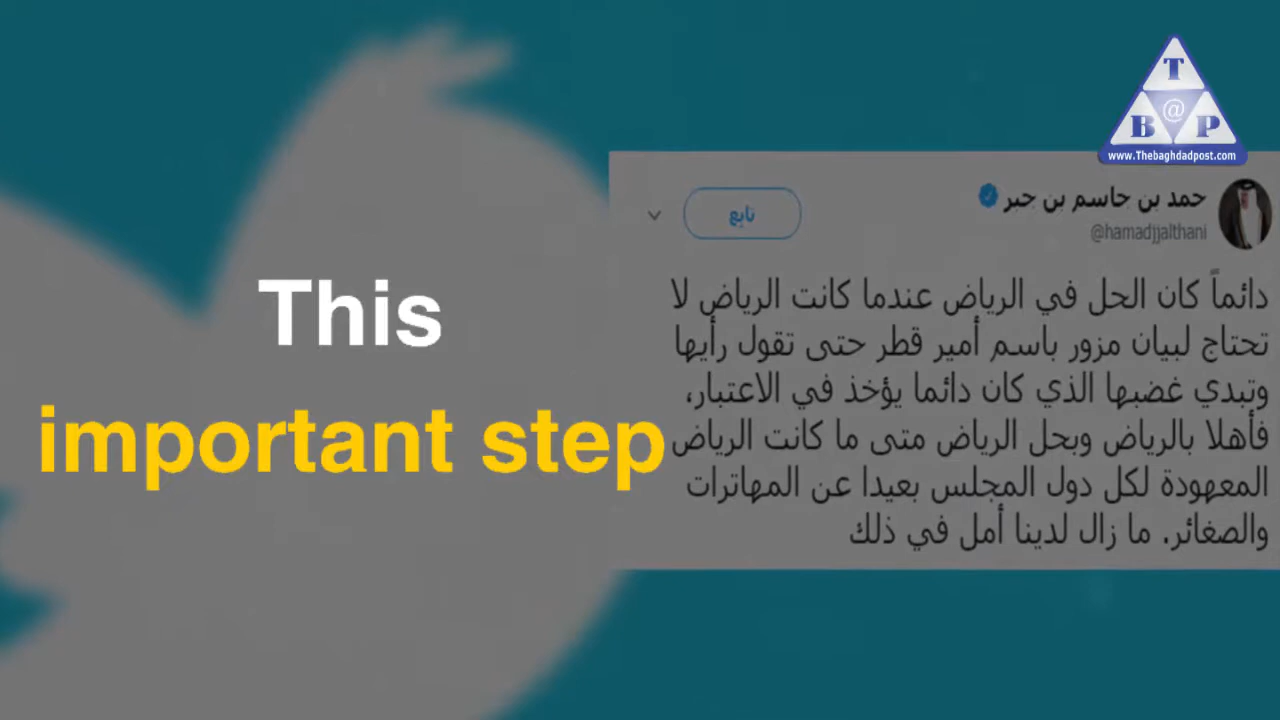 This
important step
T
B @ P
www.Thebaghdadpost.com
حمد بن جاسم بن جبر
@hamadjjalthani
تابع
دائماً كان الحل في الرياض عندما كانت الرياض لا
تحتاج لبيان مزور باسم أمير قطر حتى تقول رأيها
وتبدي غضبها الذي كان دائما يؤخذ في الاعتبار،
فأهلا بالرياض وبحل الرياض متى ما كانت الرياض
المعهودة لكل دول المجلس بعيدا عن المهاترات
والصغائر. ما زال لدينا أمل في ذلك